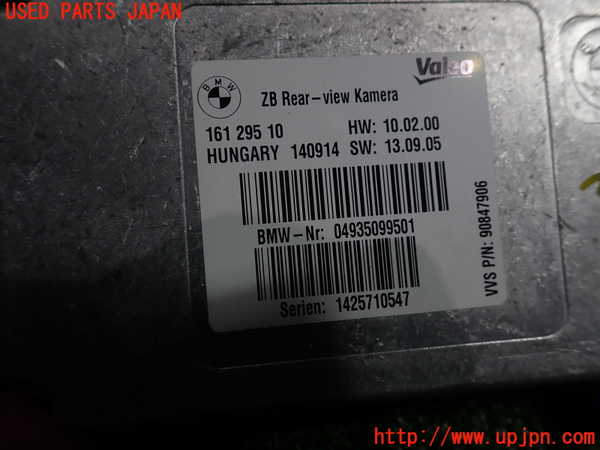 USED PARTS JAPAN
BMW
Valeo
ZB Rear-view Kamera
161 295 10 HW: 10.02.00
HUNGARY 140914 SW: 13.09.05
BMW-Nr: 04935099501
Serien: 1425710547
VVS P/N: 90847906
http://www.upjpn.com/